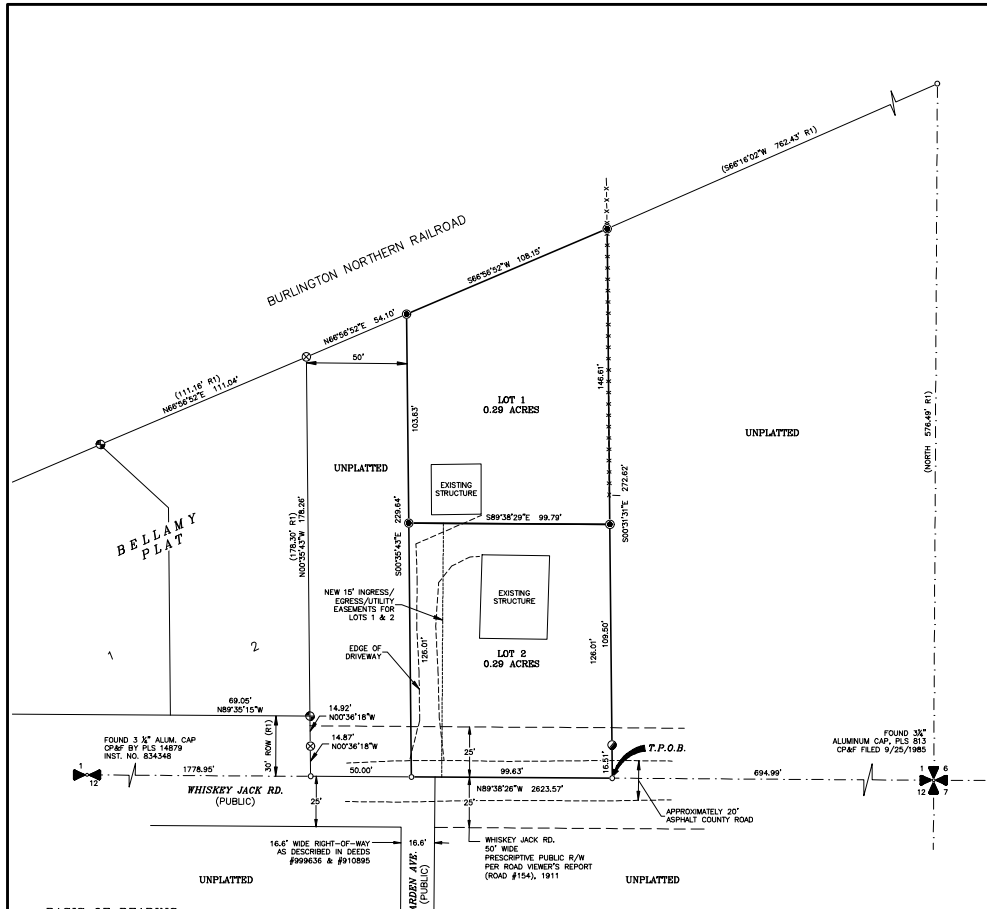 (S66°16'02"W 762.43' R1)
BURLINGTON NORTHERN RAILROAD
S66°56'52"W 108.15'
N66°56'52"E 54.10'
50'
(111.16' R1)
N66°56'52"E 111.04'
103.63'
146.61'
LOT 1
0.29 ACRES
UNPLATTED
(NORTH 576.49' R1)
UNPLATTED
EXISTING
STRUCTURE
S00°31'31"E 272.62'
S00°35'43"E 229.64'
S89°38'29"E 99.79'
(178.30' R1)
N00°35'43"W 178.26'
BELLAMY
PLAT
NEW 15' INGRESS/
EGRESS/UTILITY
EASEMENTS FOR
LOTS 1 & 2
EXISTING
STRUCTURE
EDGE OF
DRIVEWAY
126.01'
LOT 2
0.29 ACRES
126.01'
109.50'
1
2
69.05'
N89°35'15"W
14.92'
N00°36'18"W
14.87'
N00°36'18"W
30' ROW (R1)
FOUND 3 ¼" ALUM. CAP
CP&F BY PLS 14879
INST. NO. 834348
1
12
1778.95'
50.00'
25'
99.63'
16.51'
T.P.O.B.
694.99'
FOUND 3¼"
ALUMINUM CAP, PLS 813
CP&F FILED 9/25/1985
1 6
12 7
WHISKEY JACK RD.
(PUBLIC)
25'
N89°38'26"W 2623.57'
25'
APPROXIMATELY 20'
ASPHALT COUNTY ROAD
16.6' WIDE RIGHT-OF-WAY
AS DESCRIBED IN DEEDS
#999636 & #910895
16.6'
WHISKEY JACK RD.
50' WIDE
PRESCRIPTIVE PUBLIC R/W
PER ROAD VIEWER'S REPORT
(ROAD #154), 1911
UNPLATTED
ARDEN AVE.
(PUBLIC)
UNPLATTED
BASIS OF BEARING